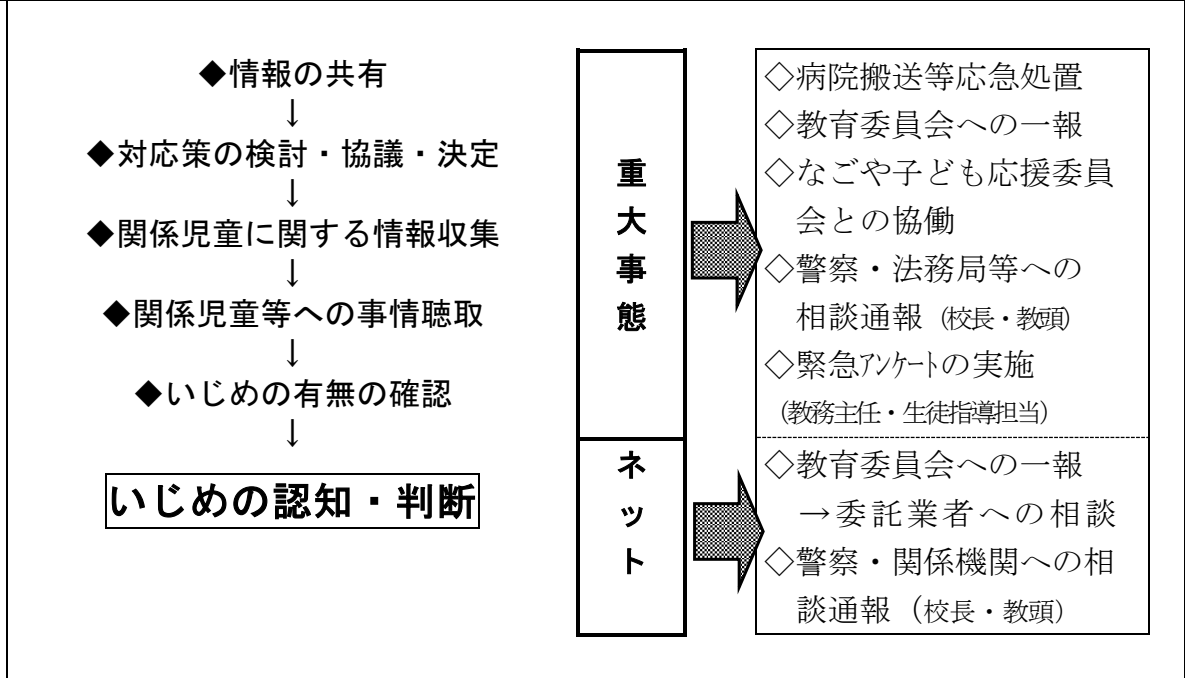 ◆情報の共有
↓
◆対応策の検討・協議・決定
↓
◆関係児童に関する情報収集
↓
◆関係児童等への事情聴取
↓
◆いじめの有無の確認
↓
いじめの認知・判断
重大事態
◇病院搬送等応急処置
◇教育委員会への一報
◇なごや子ども応援委員
会との協働
◇警察・法務局等への
相談通報（校長・教頭）
◇緊急ｱﾝｹｰﾄの実施
（教務主任・生徒指導担当）
ネット
◇教育委員会への一報
→委託業者への相談
◇警察・関係機関への相
談通報（校長・教頭）